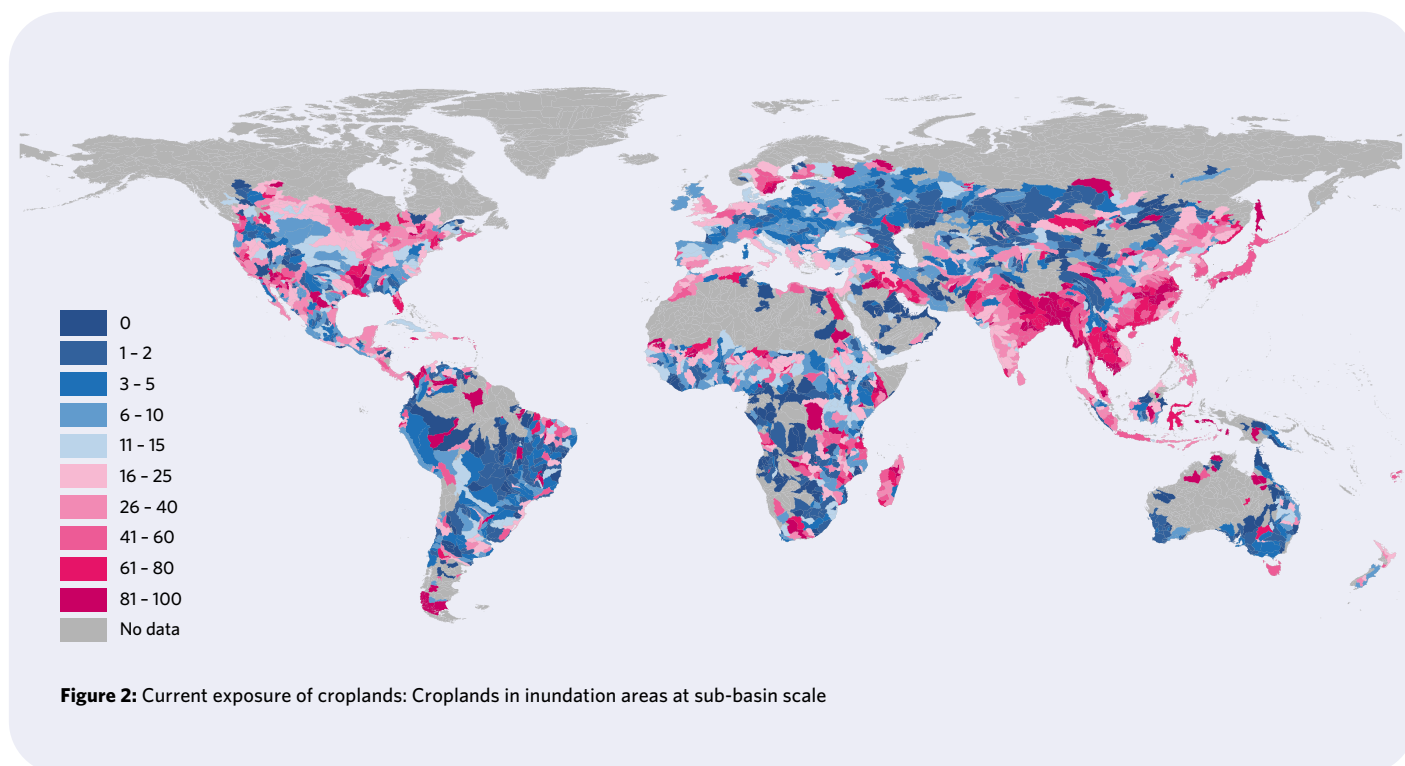 0
1 – 2
3 – 5
6 – 10
11 – 15
16 – 25
26 – 40
41 – 60
61 – 80
81 – 100
No data
Figure 2: Current exposure of croplands: Croplands in inundation areas at sub-basin scale